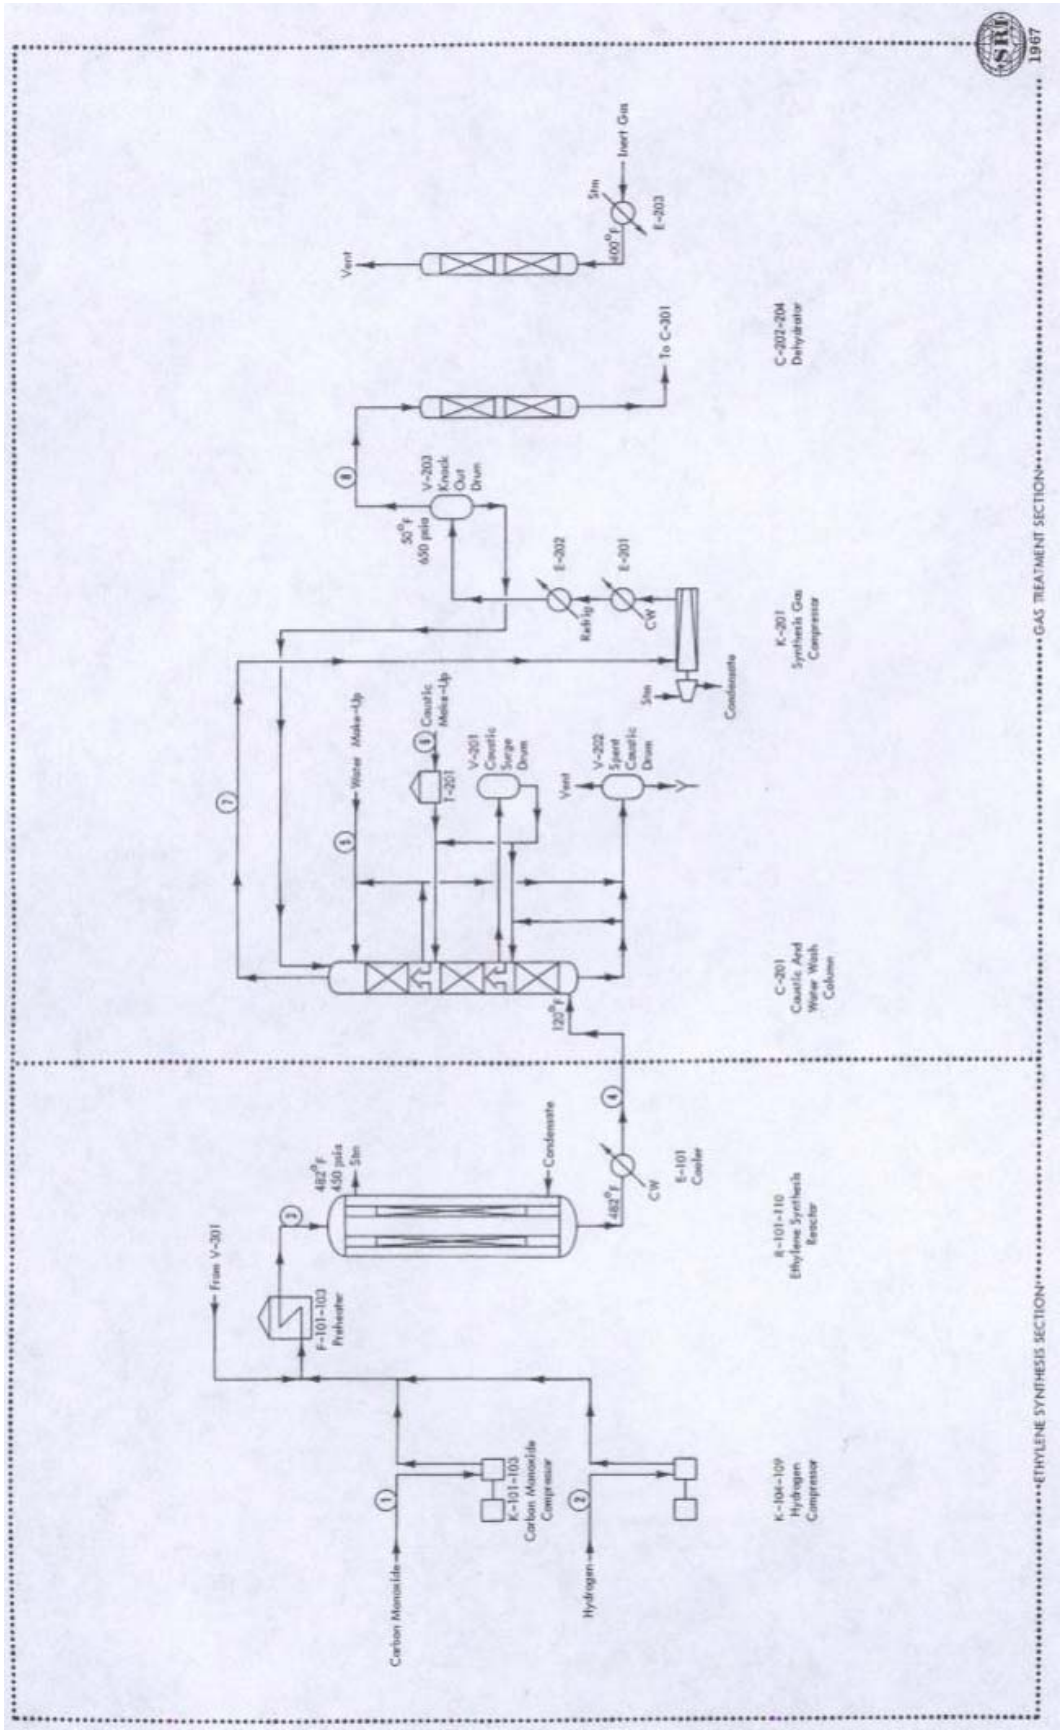 SRI
1967
Carbon Monoxide
1
K-101-103
Carbon Monoxide
Compressor
Hydrogen
2
K-104-109
Hydrogen
Compressor
From V-301
F-101-103
Preheater
3
482°F
450 psia
Stm
Condensate
482°F
CW
E-101
Cooler
4
R-101-110
Ethylene Synthesis
Reactor
120°F
C-201
Caustic And
Water Wash
Column
7
5
Water Make-Up
6
Caustic
Make-Up
T-201
V-201
Caustic
Surge
Drum
Vent
V-202
Spent
Caustic
Drum
Stm
Condensate
K-201
Synthesis Gas
Compressor
CW
E-201
Refrig
E-202
50°F
650 psia
V-203
Knock
Out
Drum
8
To C-301
C-202-204
Dehydrator
Vent
400°F
Stm
E-203
Inert Gas
ETHYLENE SYNTHESIS SECTION
GAS TREATMENT SECTION